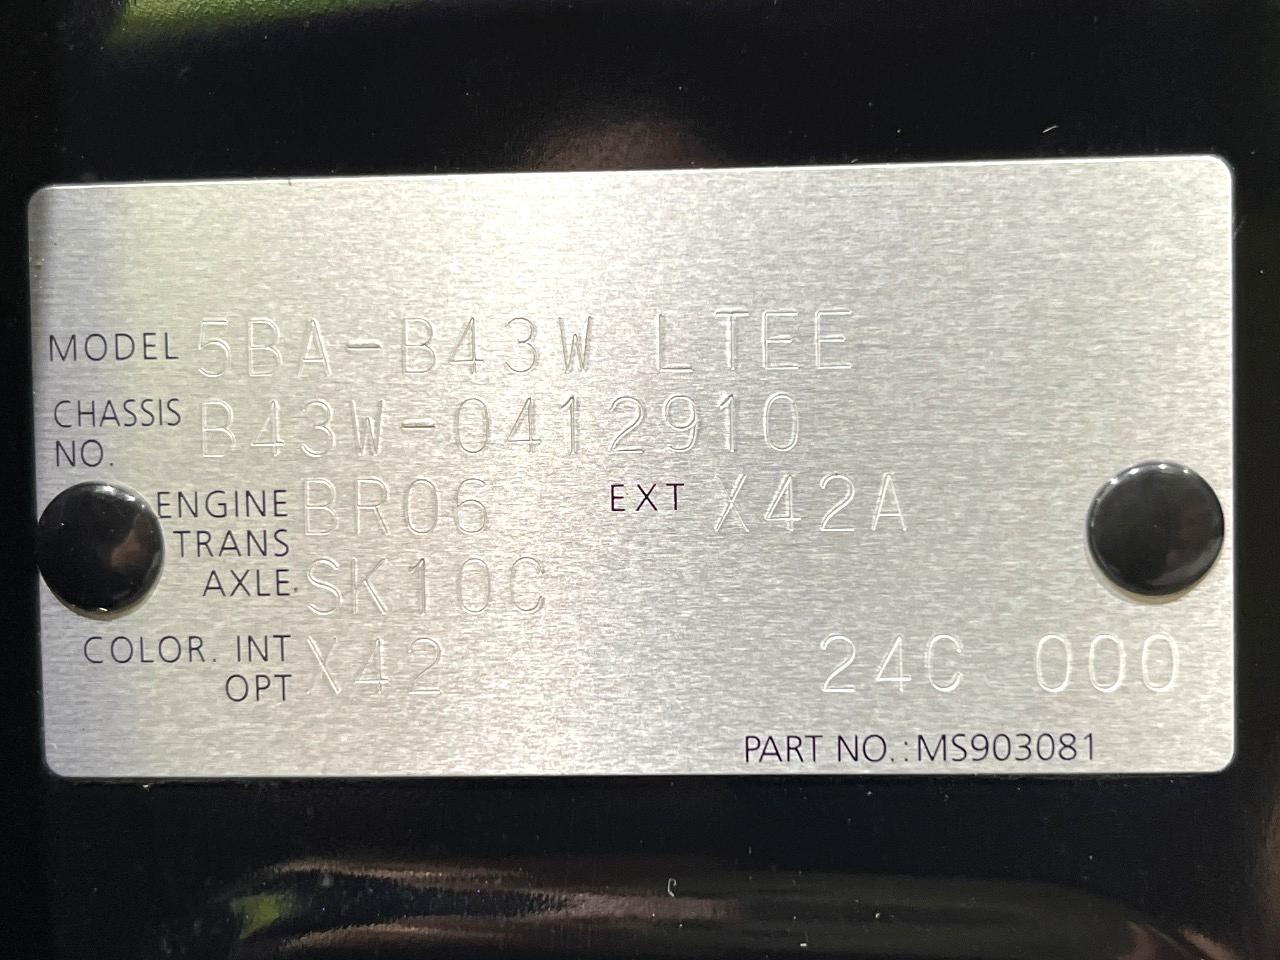 MODEL 5BA-B43W LTEE
CHASSIS NO. B43W-0412910
ENGINE BR06 EXT X42A
TRANS AXLE. SK10C
COLOR. INT OPT X42 24C 000
PART NO.:MS903081